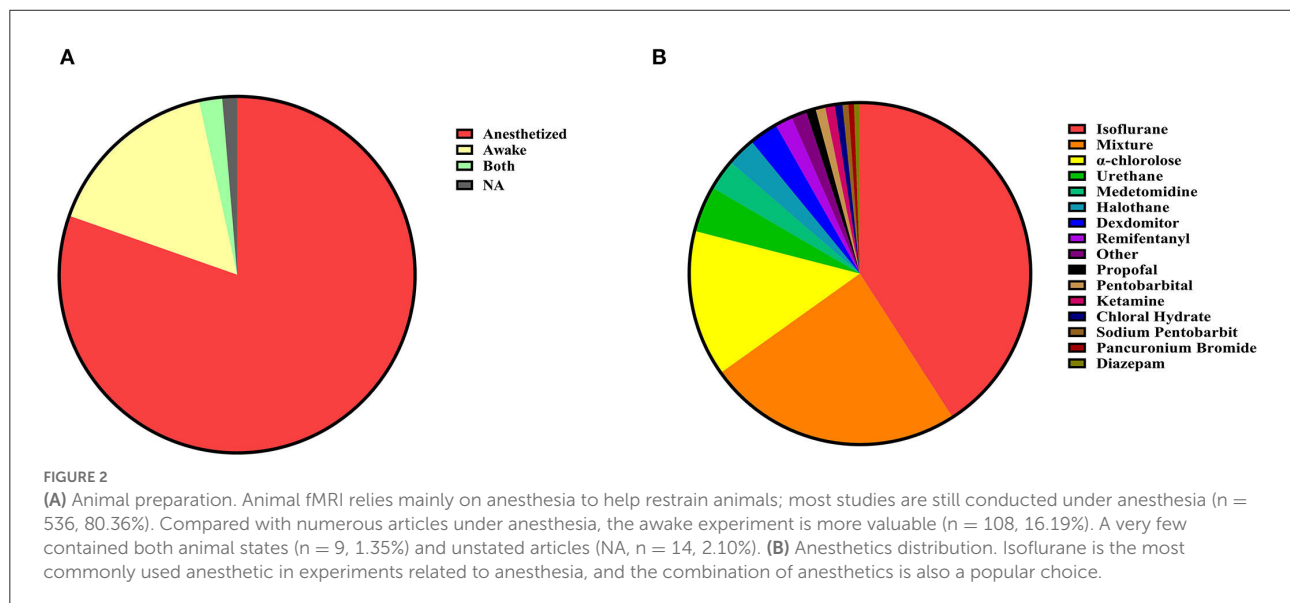 A
Anesthetized
Awake
Both
NA
B
Isoflurane
Mixture
α-chlorolose
Urethane
Medetomidine
Halothane
Dexdomitor
Remifentanyl
Other
Propofal
Pentobarbital
Ketamine
Chloral Hydrate
Sodium Pentobarbit
Pancuronium Bromide
Diazepam
FIGURE 2
(A) Animal preparation. Animal fMRI relies mainly on anesthesia to help restrain animals; most studies are still conducted under anesthesia (n =
536, 80.36%). Compared with numerous articles under anesthesia, the awake experiment is more valuable (n = 108, 16.19%). A very few
contained both animal states (n = 9, 1.35%) and unstated articles (NA, n = 14, 2.10%). (B) Anesthetics distribution. Isoflurane is the most
commonly used anesthetic in experiments related to anesthesia, and the combination of anesthetics is also a popular choice.